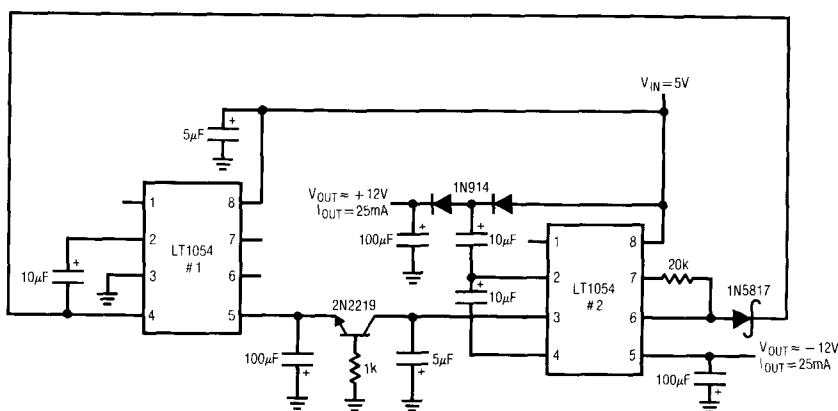 V_IN = 5V
5µF
+
1
8
2
7
LT1054
#1
3
6
4
5
10µF
+
V_OUT ≈ +12V
I_OUT = 25mA
1N914
100µF
+
10µF
+
10µF
+
1
8
2
7
LT1054
#2
3
6
4
5
20k
1N5817
2N2219
100µF
+
1k
5µF
+
V_OUT ≈ −12V
I_OUT = 25mA
100µF
+